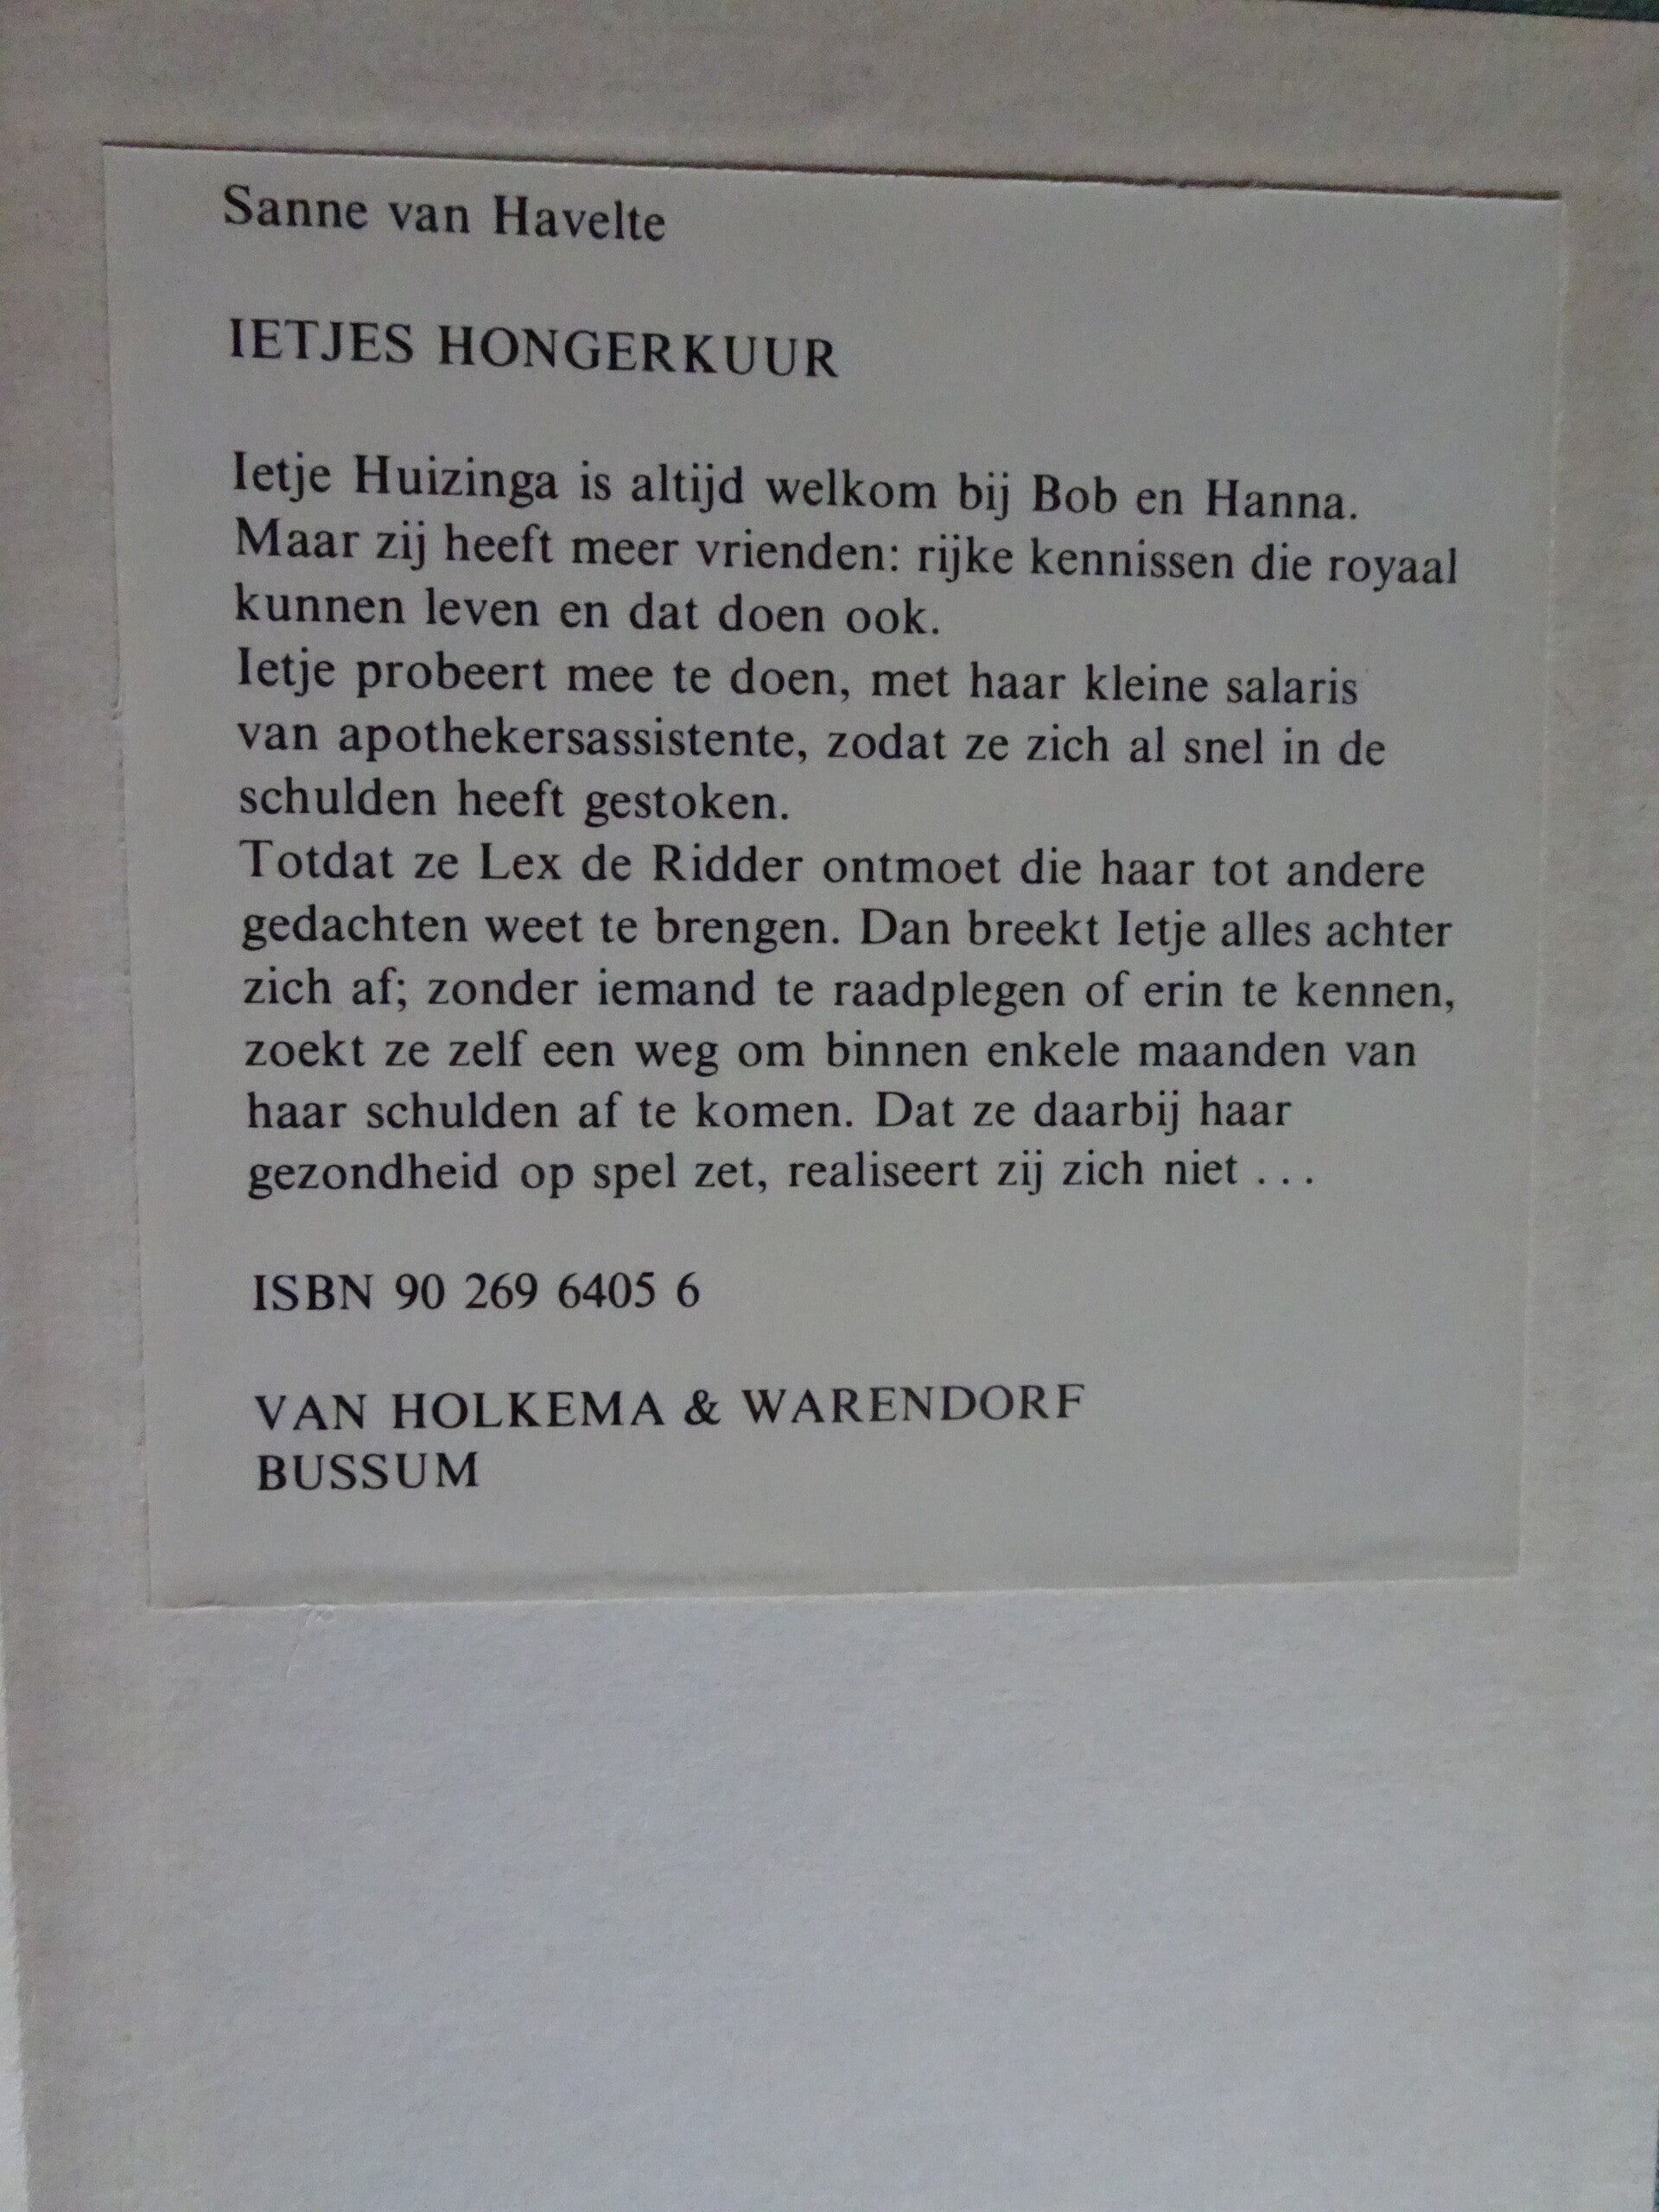 Sanne van Havelte
IETJES HONGERKUUR
Ietje Huizinga is altijd welkom bij Bob en Hanna.
Maar zij heeft meer vrienden: rijke kennissen die royaal
kunnen leven en dat doen ook.
Ietje probeert mee te doen, met haar kleine salaris
van apothekersassistente, zodat ze zich al snel in de
schulden heeft gestoken.
Totdat ze Lex de Ridder ontmoet die haar tot andere
gedachten weet te brengen. Dan breekt Ietje alles achter
zich af; zonder iemand te raadplegen of erin te kennen,
zoekt ze zelf een weg om binnen enkele maanden van
haar schulden af te komen. Dat ze daarbij haar
gezondheid op spel zet, realiseert zij zich niet ...
ISBN 90 269 6405 6
VAN HOLKEMA & WARENDORF
BUSSUM